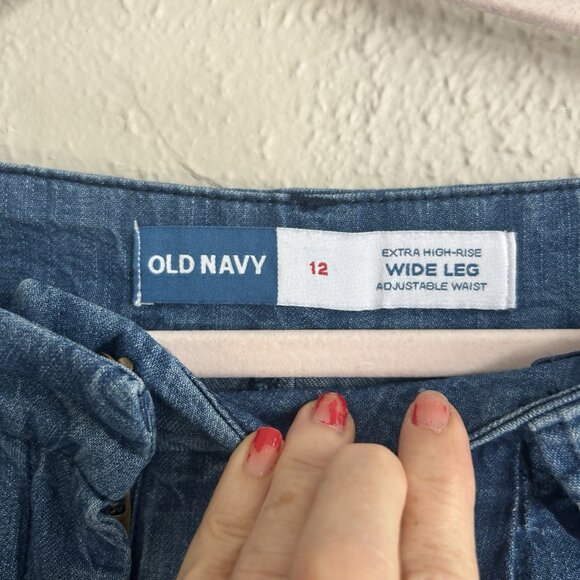 OLD NAVY
12
EXTRA HIGH-RISE
WIDE LEG
ADJUSTABLE WAIST